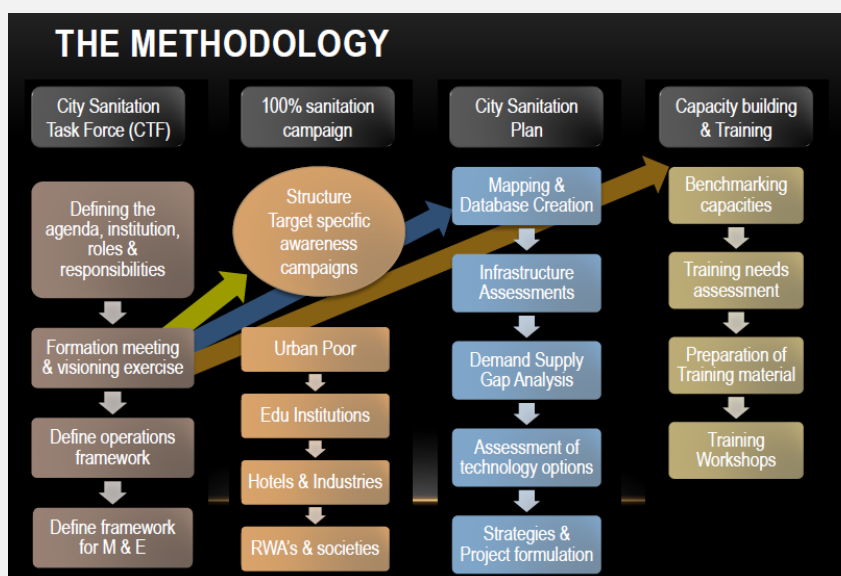 THE METHODOLOGY
City Sanitation
Task Force (CTF)
100% sanitation
campaign
City Sanitation
Plan
Capacity building
& Training
Defining the
agenda, institution,
roles &
responsibilities
Formation meeting
& visioning exercise
Define operations
framework
Define framework
for M & E
Structure
Target specific
awareness
campaigns
Urban Poor
Edu Institutions
Hotels & Industries
RWA's & societies
Mapping &
Database Creation
Infrastructure
Assessments
Demand Supply
Gap Analysis
Assessment of
technology options
Strategies &
Project formulation
Benchmarking
capacities
Training needs
assessment
Preparation of
Training material
Training
Workshops